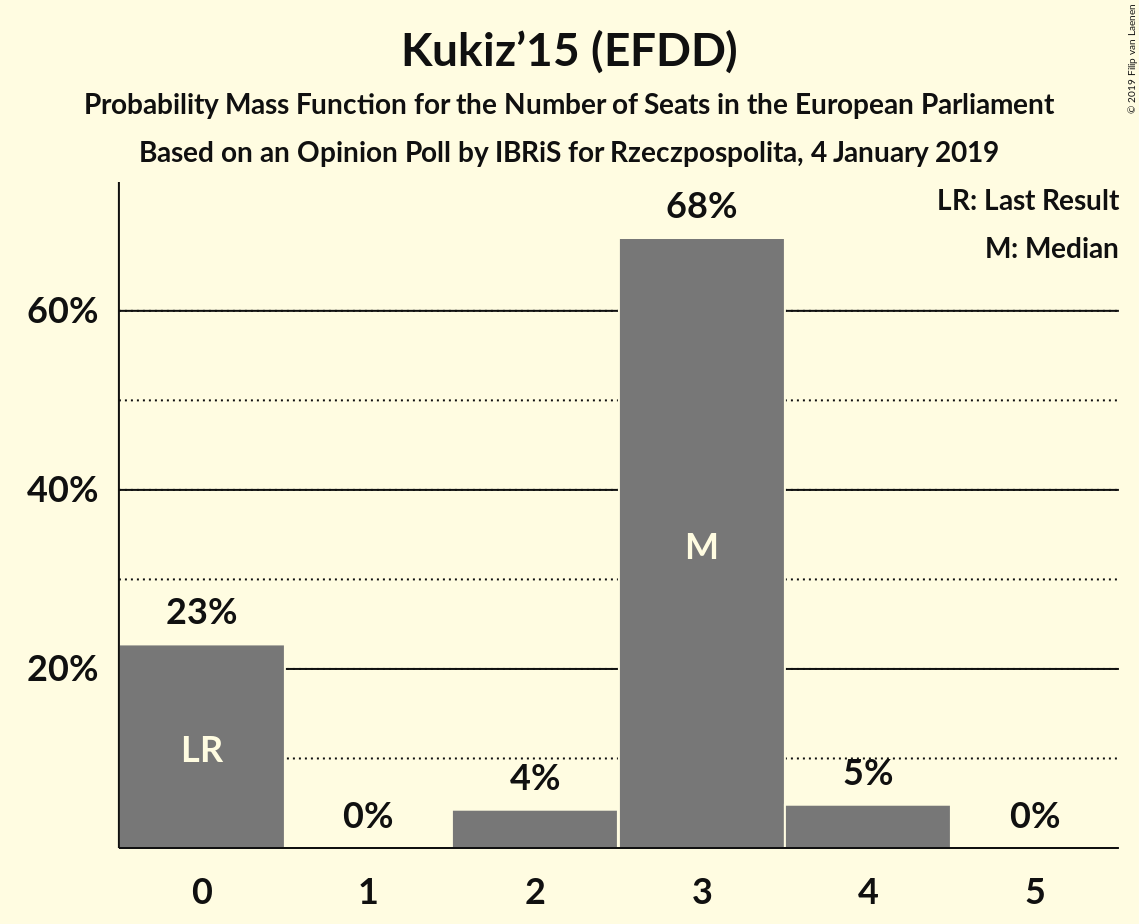 Kukiz’15 (EFDD)
Probability Mass Function for the Number of Seats in the European Parliament
Based on an Opinion Poll by IBRiS for Rzeczpospolita, 4 January 2019
© 2019 Filip van Laenen
LR: Last Result
M: Median
68%
60%
40%
M
23%
20%
LR
4%
5%
0%
0%
0 1 2 3 4 5